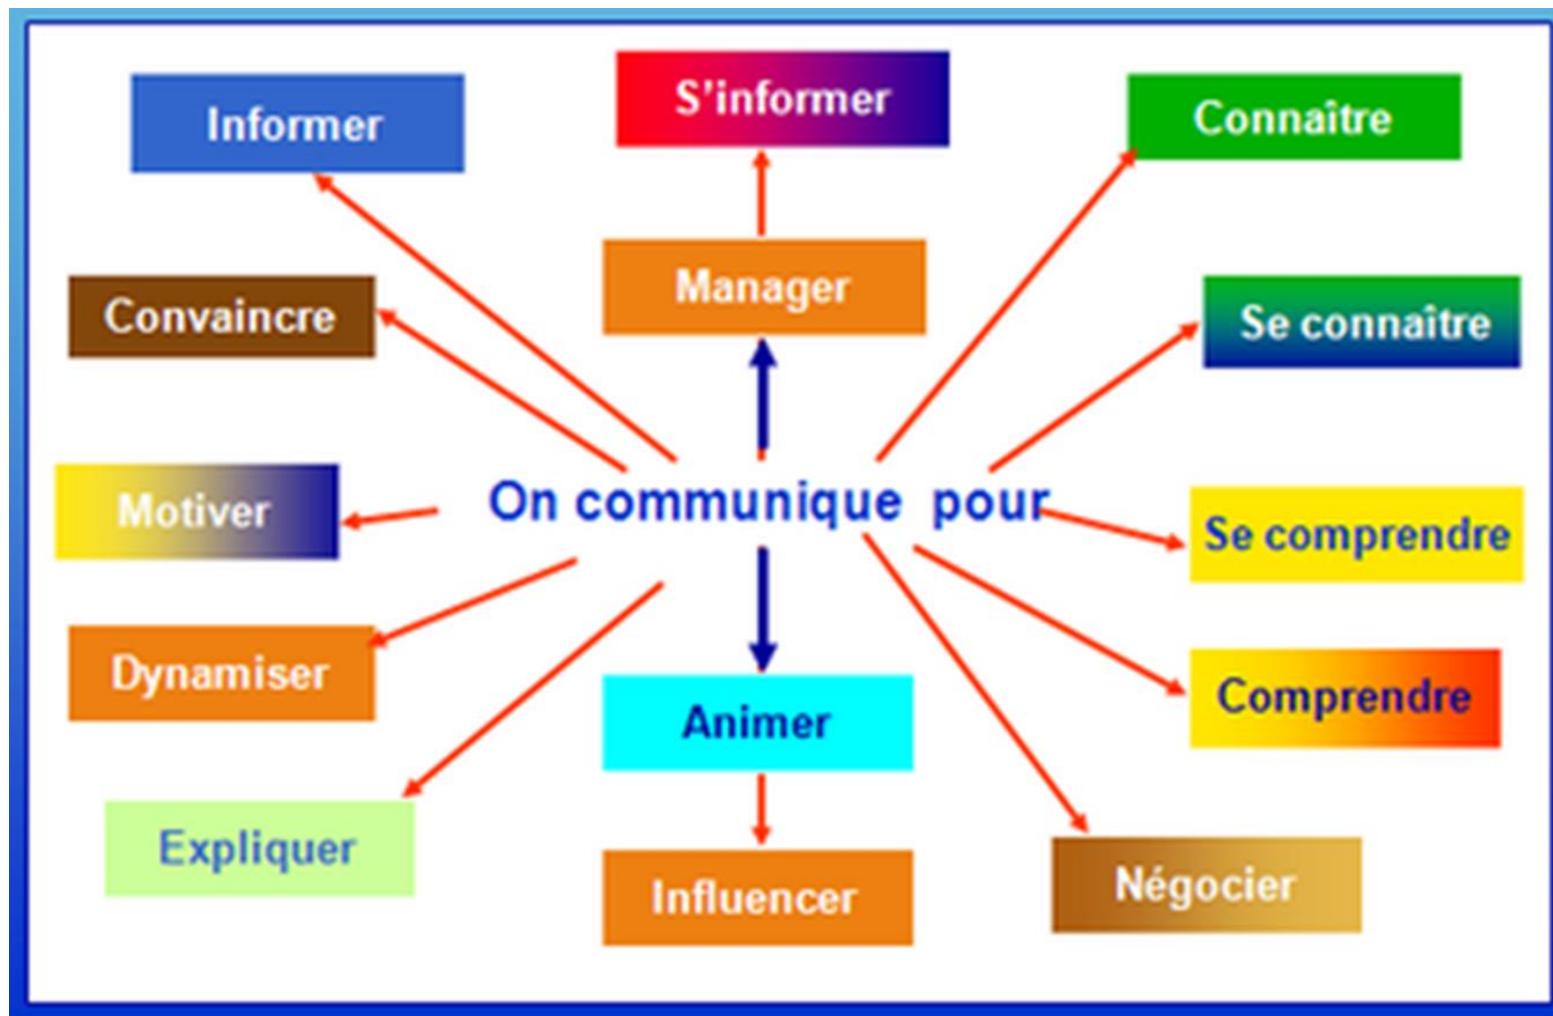 Informer
S'informer
Connaître
Convaincre
Manager
Se connaître
Motiver
On communique pour
Se comprendre
Dynamiser
Animer
Comprendre
Expliquer
Influencer
Négocier